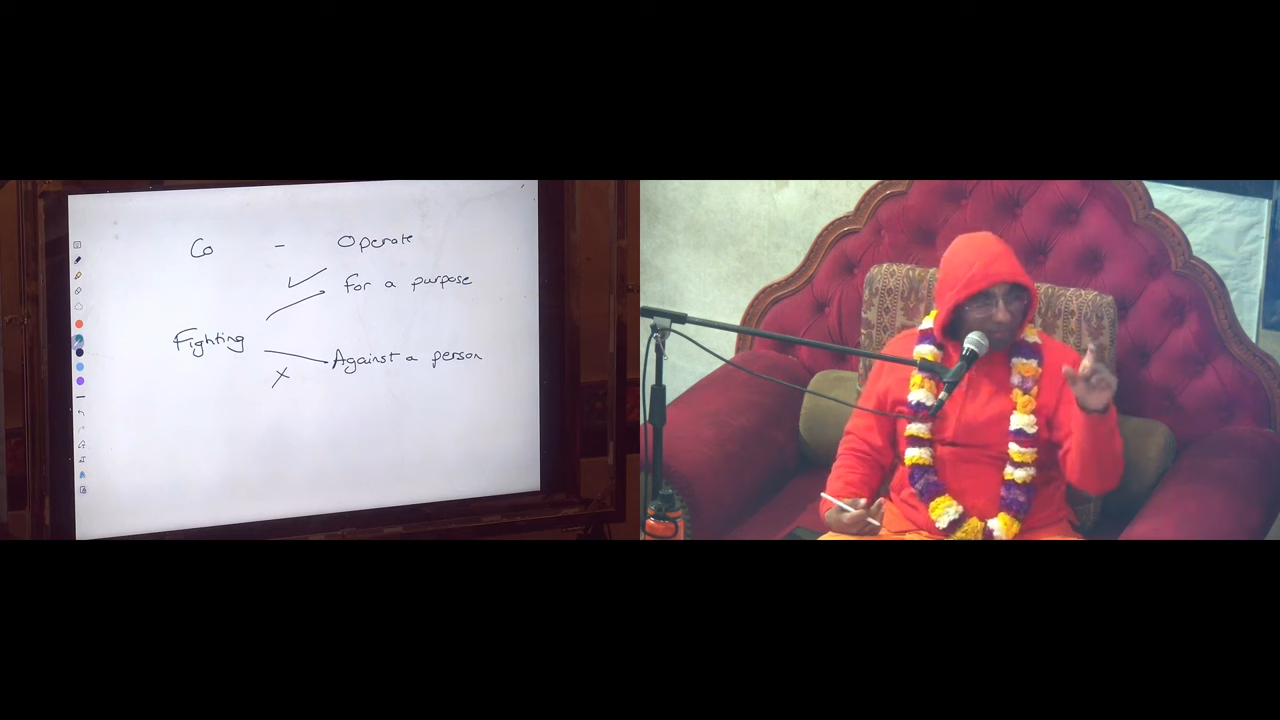 Co - Operate
✓ for a purpose
Fighting
Against a person
X